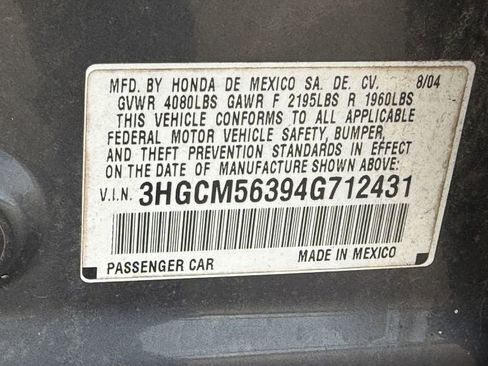 MFD. BY HONDA DE MEXICO SA. DE. CV. 8/04
GVWR 4080LBS GAWR F 2195LBS R 1960LBS
THIS VEHICLE CONFORMS TO ALL APPLICABLE
FEDERAL MOTOR VEHICLE SAFETY, BUMPER,
AND THEFT PREVENTION STANDARDS IN EFFECT
ON THE DATE OF MANUFACTURE SHOWN ABOVE:
V.I.N. 3HGCM56394G712431
PASSENGER CAR MADE IN MEXICO